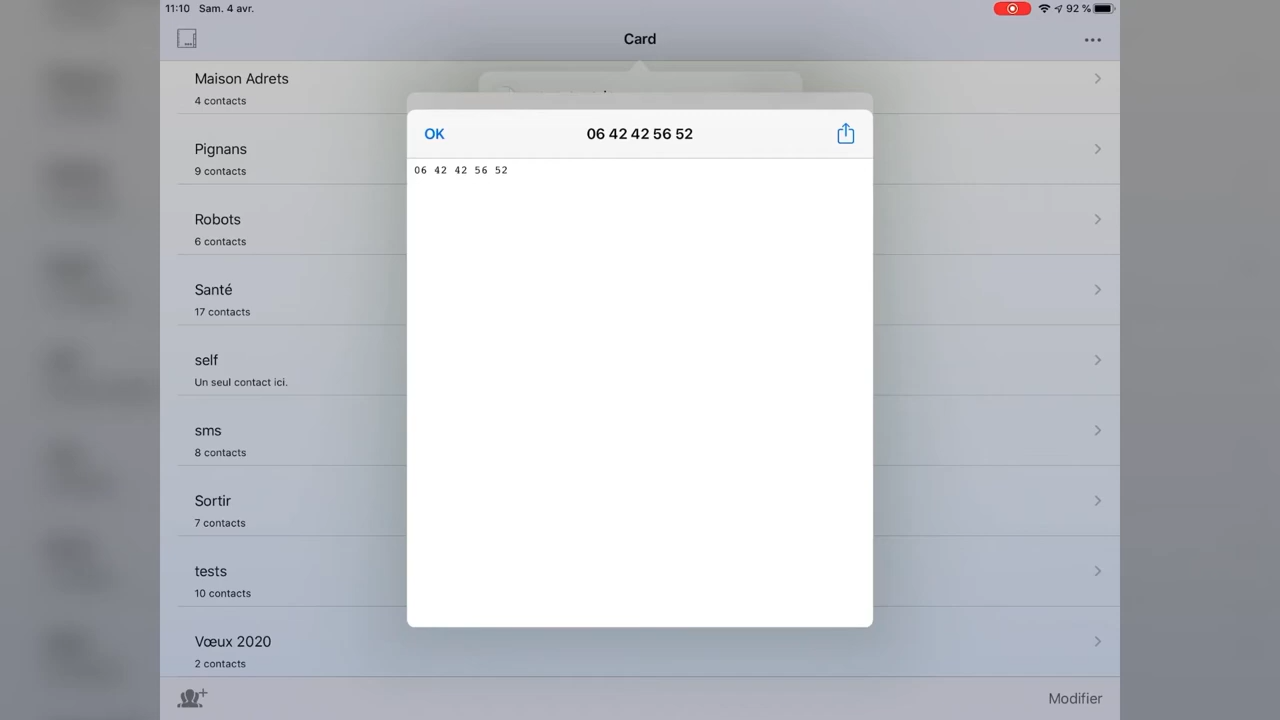 11:10 Sam. 4 avr. 92 %
Card
Maison Adrets
4 contacts
OK 06 42 42 56 52
06 42 42 56 52
Pignans
9 contacts
Robots
6 contacts
Santé
17 contacts
self
Un seul contact ici.
sms
8 contacts
Sortir
7 contacts
tests
10 contacts
Vœux 2020
2 contacts
Modifier